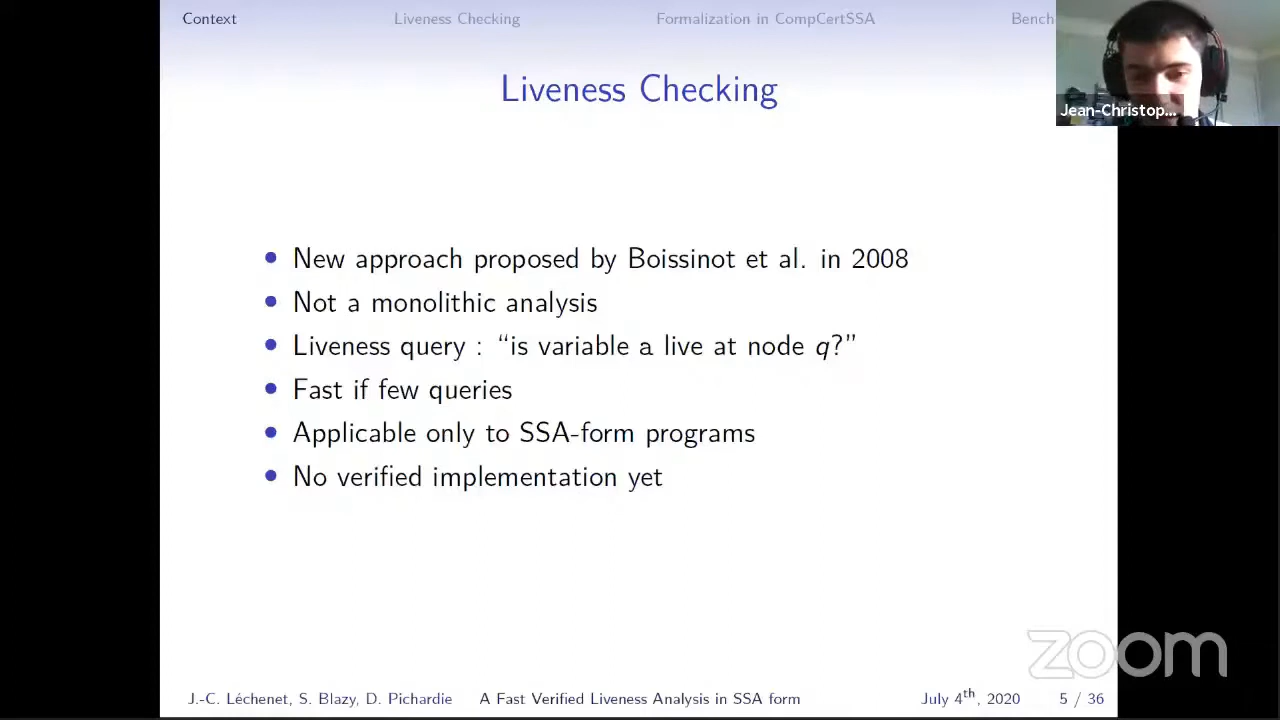 Context Liveness Checking Formalization in CompCertSSA Bench
Jean-Christop...
Liveness Checking
• New approach proposed by Boissinot et al. in 2008
• Not a monolithic analysis
• Liveness query : “is variable a live at node q?”
• Fast if few queries
• Applicable only to SSA-form programs
• No verified implementation yet
zoom
J.-C. Léchenet, S. Blazy, D. Pichardie A Fast Verified Liveness Analysis in SSA form July 4th, 2020 5 / 36